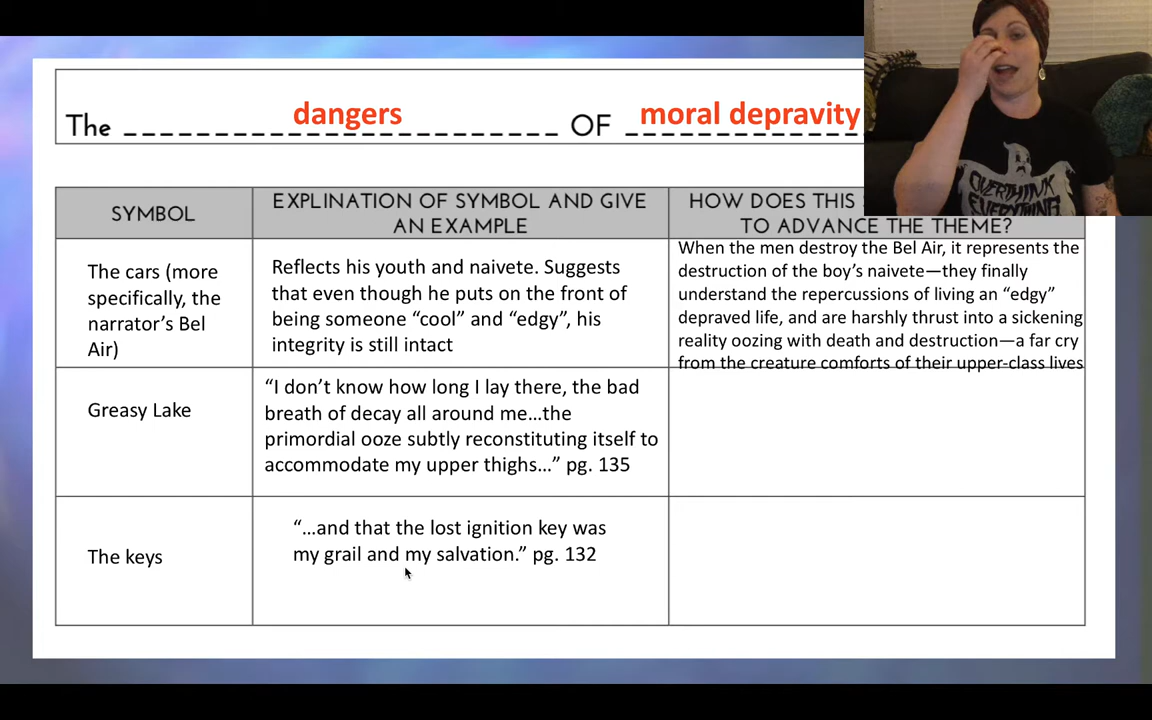 The dangers OF moral depravity
OVERTHINK
EVERYTHING
SYMBOL
EXPLINATION OF SYMBOL AND GIVE
AN EXAMPLE
HOW DOES THIS
TO ADVANCE THE THEME?
The cars (more
specifically, the
narrator’s Bel
Air)
Reflects his youth and naivete. Suggests
that even though he puts on the front of
being someone “cool” and “edgy”, his
integrity is still intact
When the men destroy the Bel Air, it represents the
destruction of the boy’s naivete—they finally
understand the repercussions of living an “edgy”
depraved life, and are harshly thrust into a sickening
reality oozing with death and destruction—a far cry
from the creature comforts of their upper-class lives
Greasy Lake
“I don’t know how long I lay there, the bad
breath of decay all around me…the
primordial ooze subtly reconstituting itself to
accommodate my upper thighs…” pg. 135
The keys
“…and that the lost ignition key was
my grail and my salvation.” pg. 132